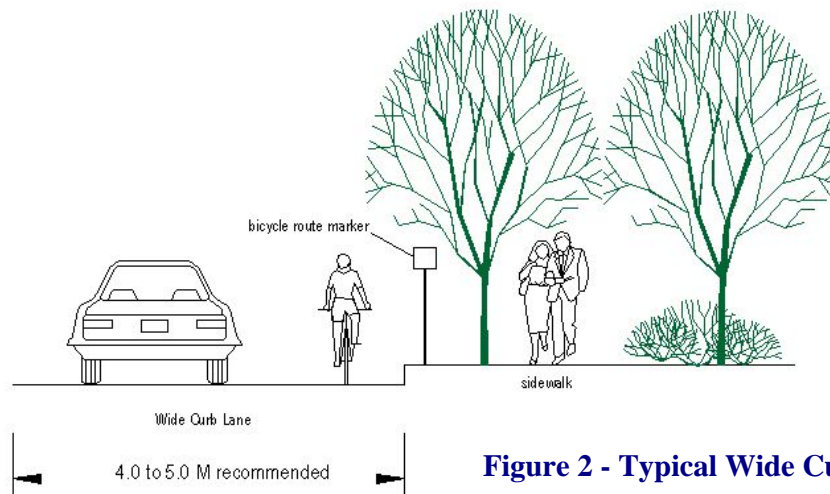 bicycle route marker
sidewalk
Wide Curb Lane
4.0 to 5.0 M recommended
Figure 2 - Typical Wide Cu